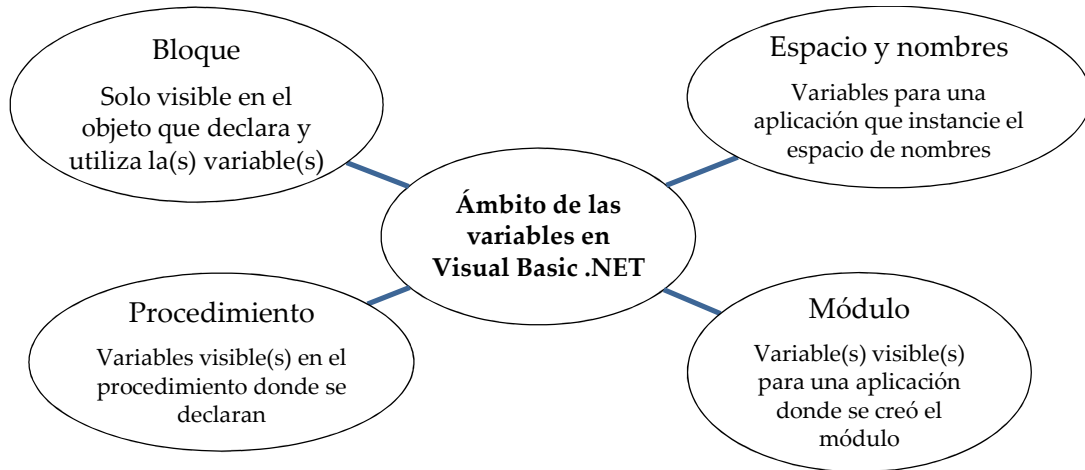 Bloque
Solo visible en el
objeto que declara y
utiliza la(s) variable(s)
Espacio y nombres
Variables para una
aplicación que instancie el
espacio de nombres
Ámbito de las
variables en
Visual Basic .NET
Procedimiento
Variables visible(s) en el
procedimiento donde se
declaran
Módulo
Variable(s) visible(s)
para una aplicación
donde se creó el
módulo